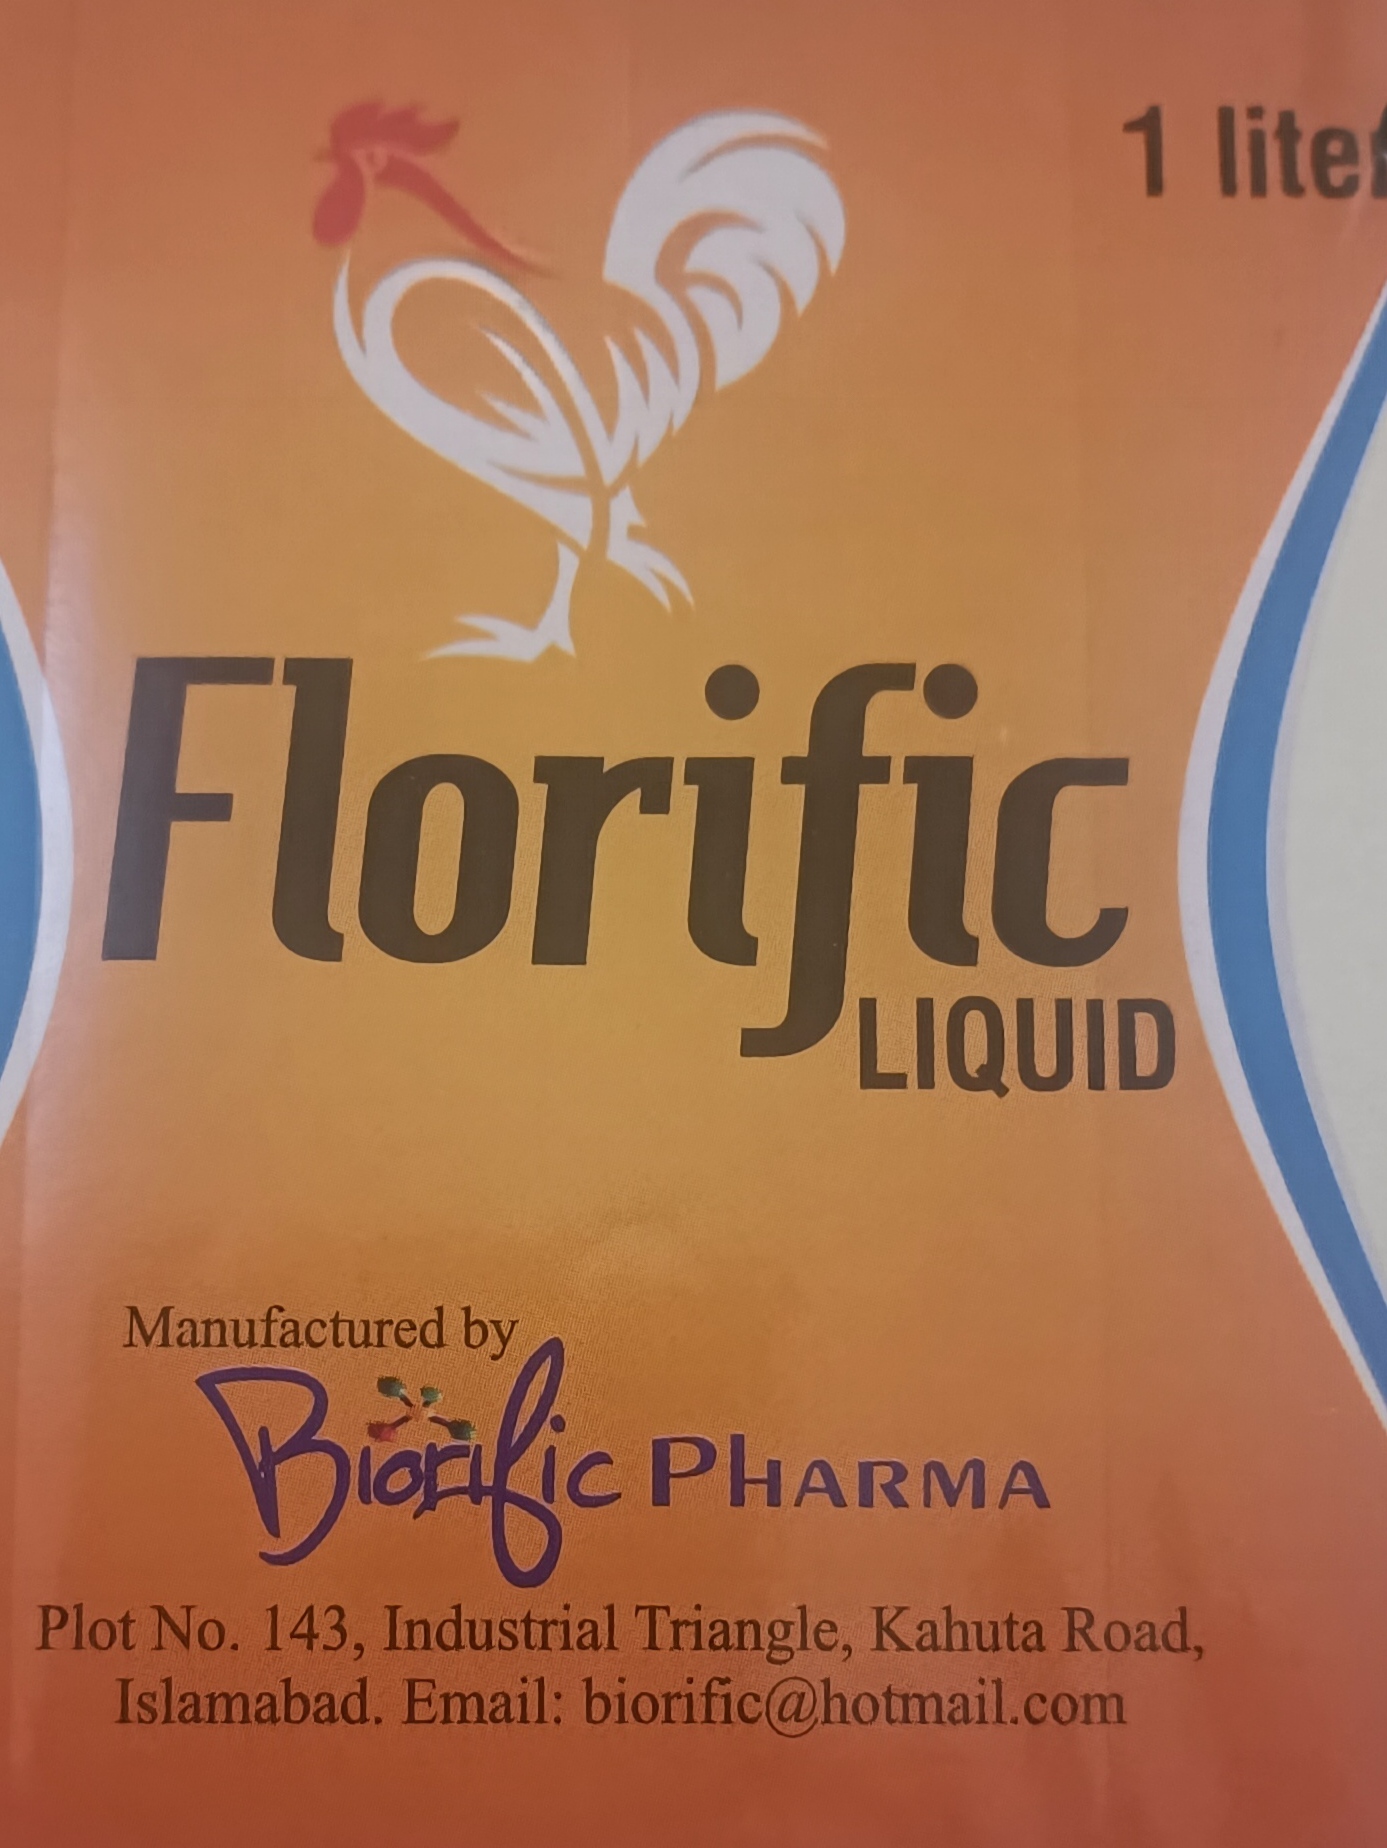 1 liter
Florific
LIQUID
Manufactured by
Biorific PHARMA
Plot No. 143, Industrial Triangle, Kahuta Road,
Islamabad. Email: biorific@hotmail.com